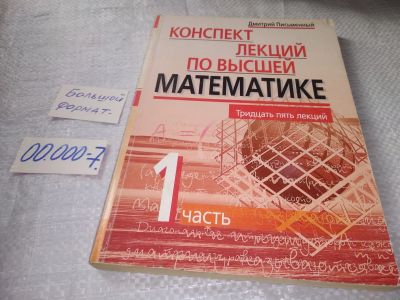 Дмитрий Письменный
КОНСПЕКТ
ЛЕКЦИЙ
ПО ВЫСШЕЙ
МАТЕМАТИКЕ
Тридцать пять лекций
1 часть
Большой
формат.
00.000-7